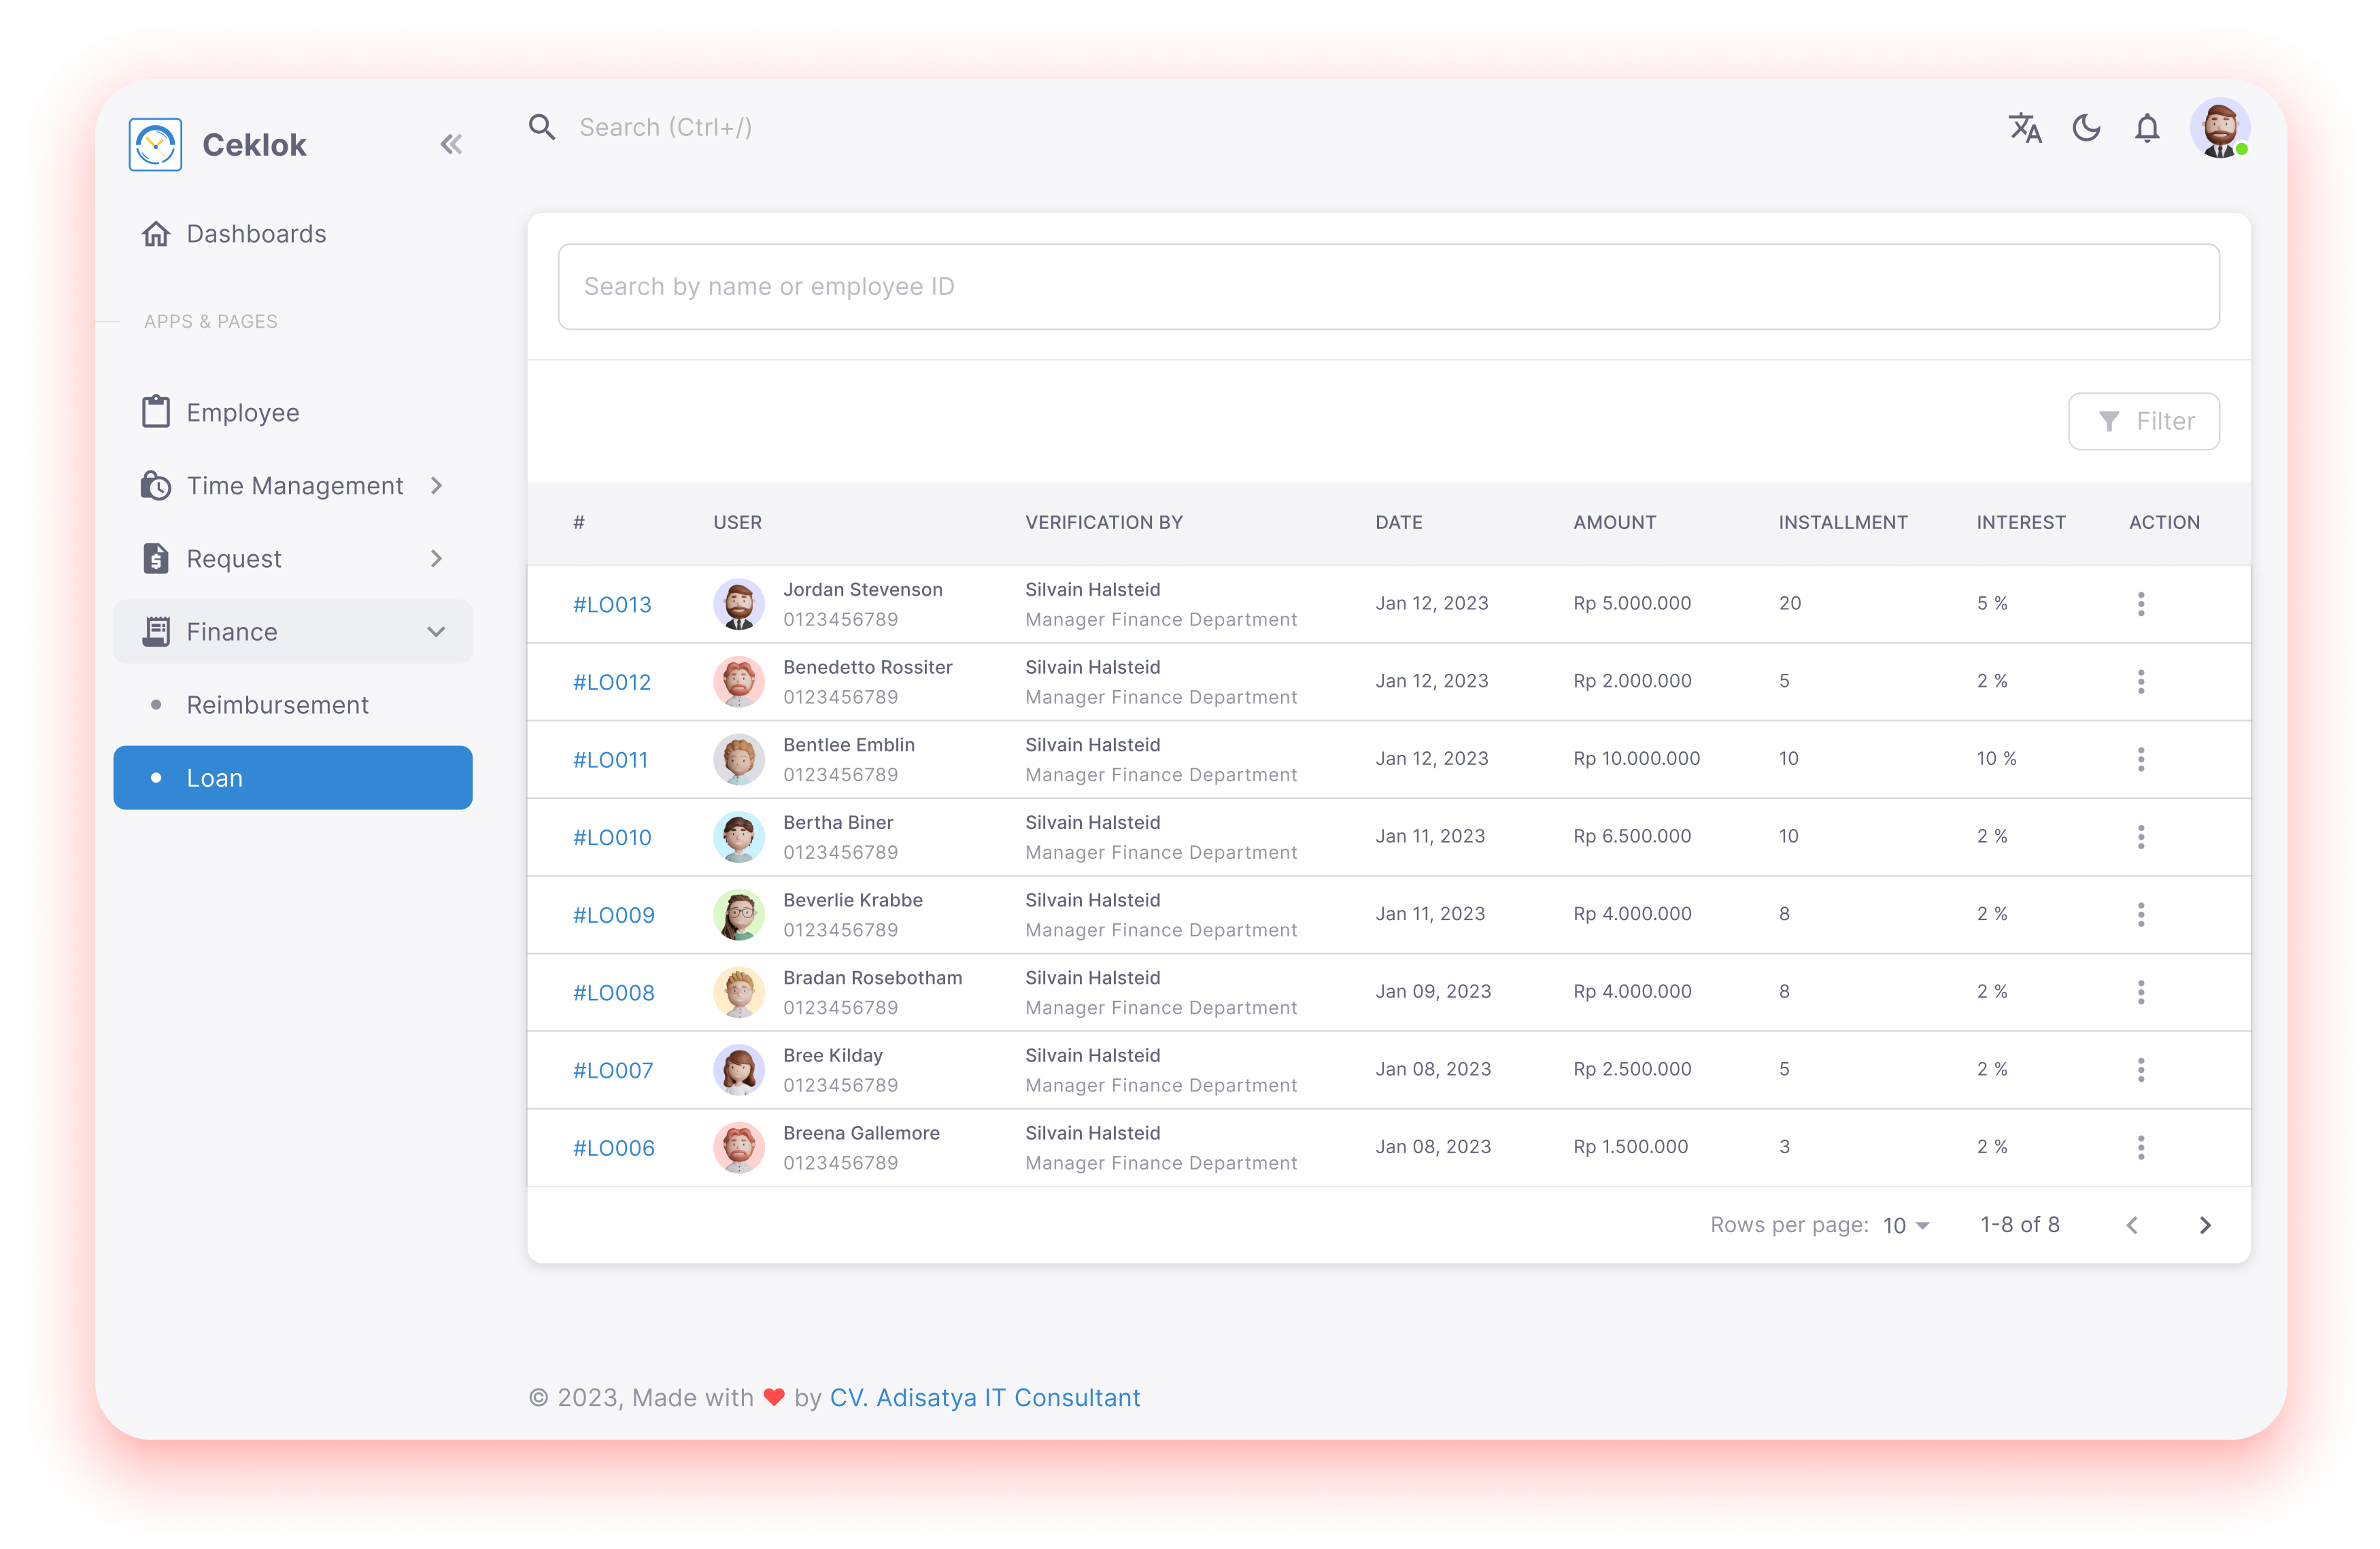 Ceklok
Search (Ctrl+/)
Dashboards
APPS & PAGES
Employee
Time Management
Request
Finance
Reimbursement
Loan
Search by name or employee ID
Filter
# USER VERIFICATION BY DATE AMOUNT INSTALLMENT INTEREST ACTION
#LO013 Jordan Stevenson Silvain Halsteid Jan 12, 2023 Rp 5.000.000 20 5 %
0123456789 Manager Finance Department
#LO012 Benedetto Rossiter Silvain Halsteid Jan 12, 2023 Rp 2.000.000 5 2 %
0123456789 Manager Finance Department
#LO011 Bentlee Emblin Silvain Halsteid Jan 12, 2023 Rp 10.000.000 10 10 %
0123456789 Manager Finance Department
#LO010 Bertha Biner Silvain Halsteid Jan 11, 2023 Rp 6.500.000 10 2 %
0123456789 Manager Finance Department
#LO009 Beverlie Krabbe Silvain Halsteid Jan 11, 2023 Rp 4.000.000 8 2 %
0123456789 Manager Finance Department
#LO008 Bradan Rosebotham Silvain Halsteid Jan 09, 2023 Rp 4.000.000 8 2 %
0123456789 Manager Finance Department
#LO007 Bree Kilday Silvain Halsteid Jan 08, 2023 Rp 2.500.000 5 2 %
0123456789 Manager Finance Department
#LO006 Breena Gallemore Silvain Halsteid Jan 08, 2023 Rp 1.500.000 3 2 %
0123456789 Manager Finance Department
Rows per page: 10 1-8 of 8
© 2023, Made with ❤ by CV. Adisatya IT Consultant